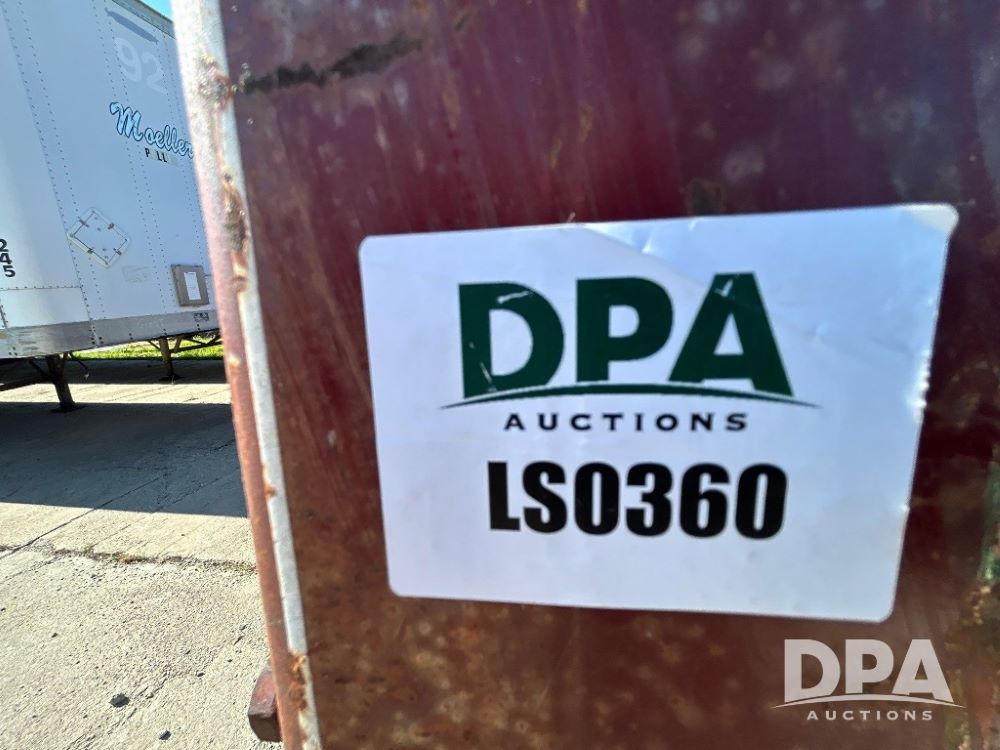 92
Moeller
245
DPA
AUCTIONS
LS0360
DPA
AUCTIONS